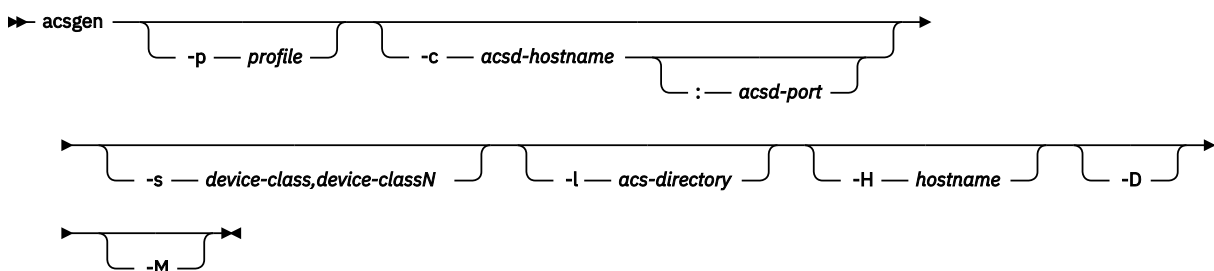 acsgen
-p profile -c acsd-hostname
: acsd-port
-s device-class,device-classN -l acs-directory -H hostname -D
-M